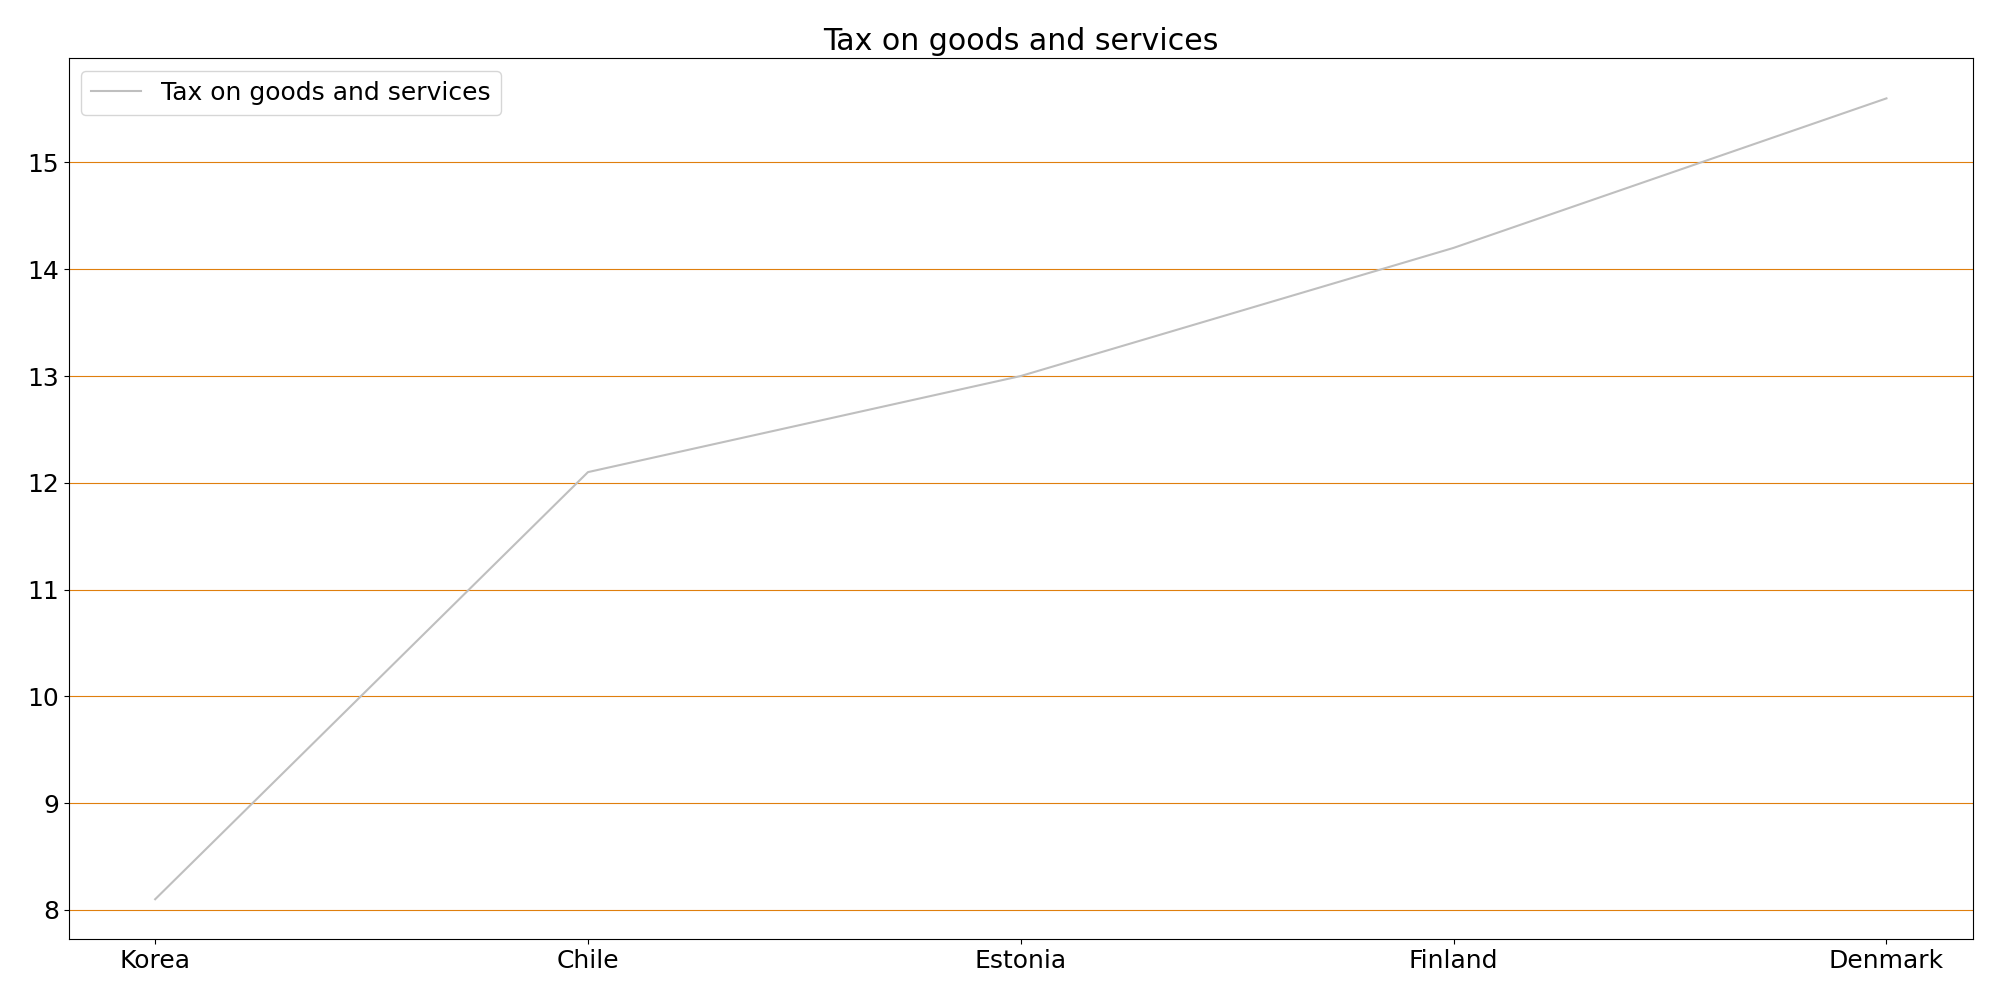 Tax on goods and services
Tax on goods and services
15
14
13
12
11
10
9
8
Korea Chile Estonia Finland Denmark